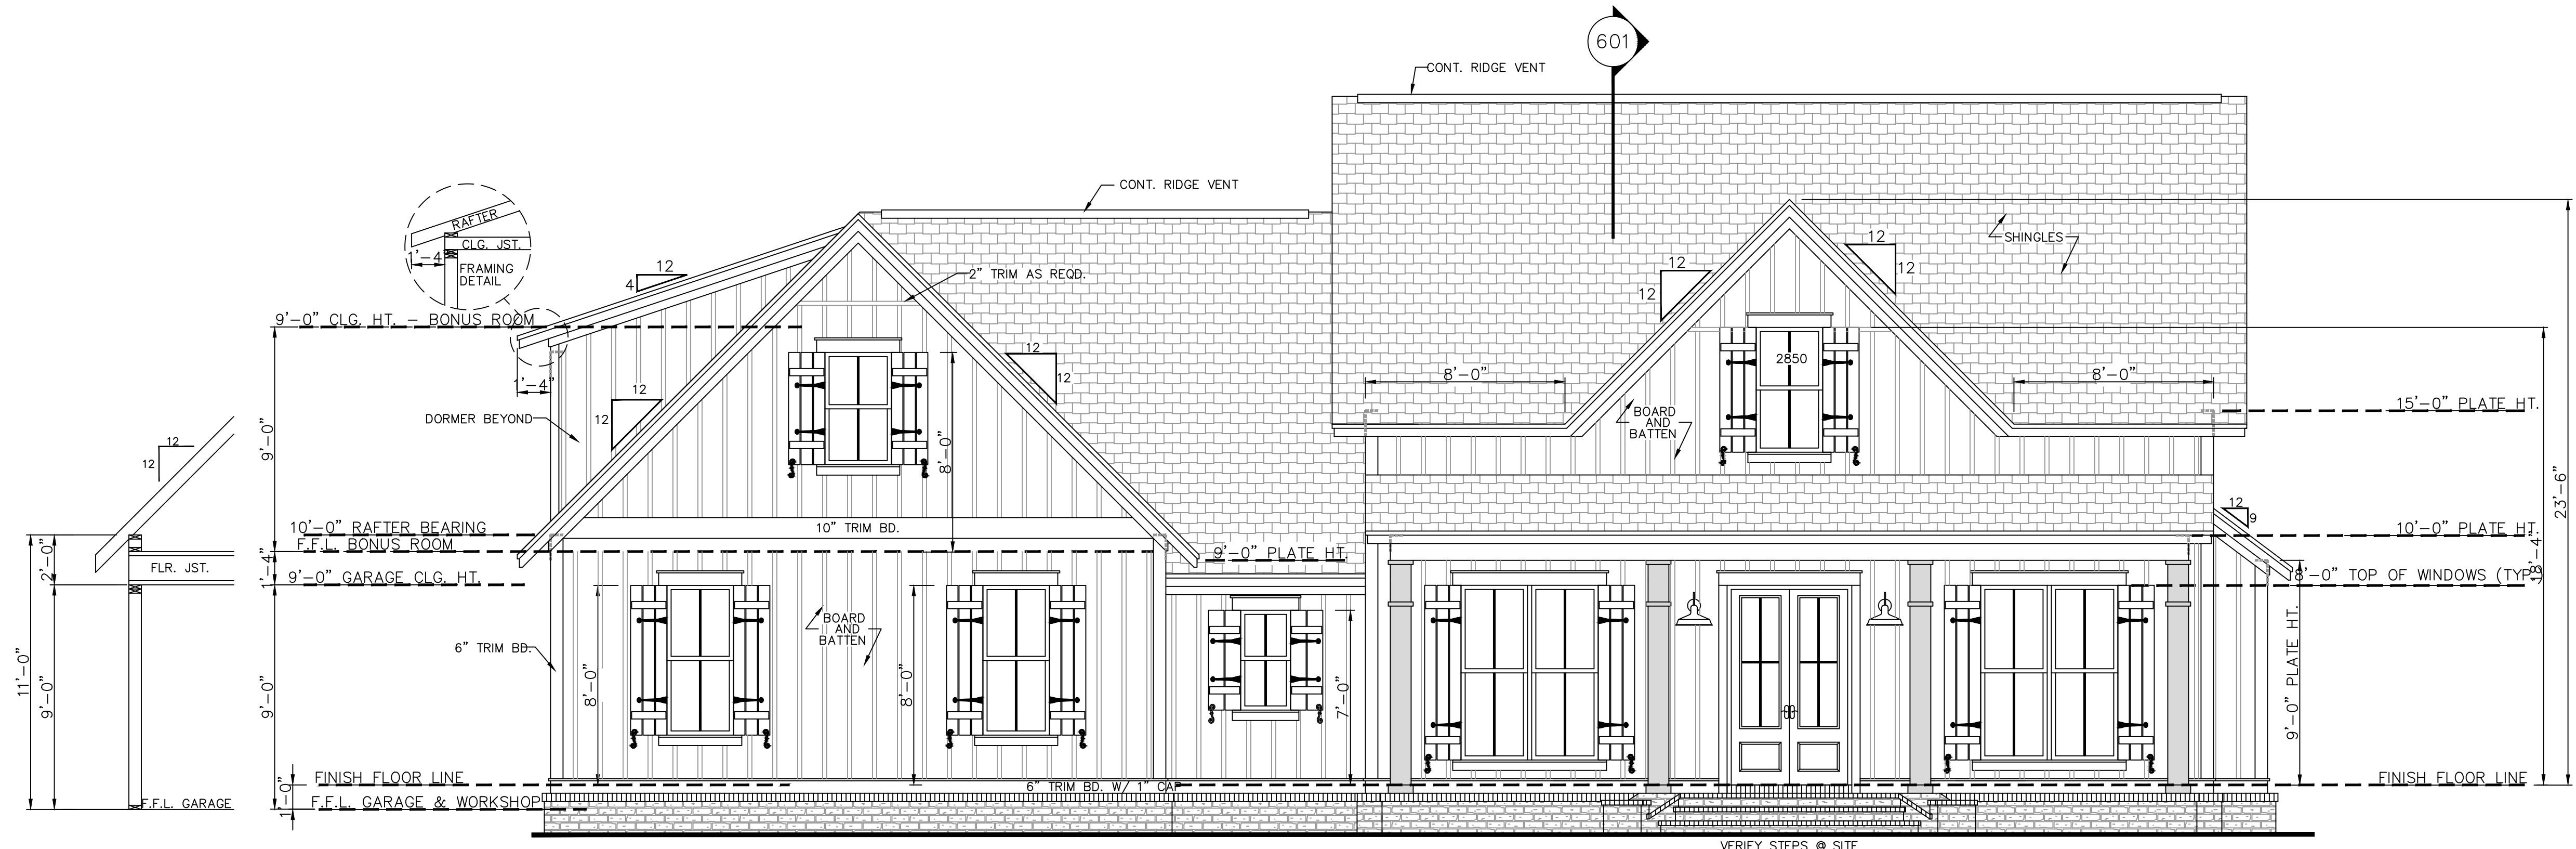 601
CONT. RIDGE VENT
CONT. RIDGE VENT
RAFTER
CLG. JST.
1'-4"
FRAMING
DETAIL
12
4
2" TRIM AS REQD.
12
12
12
12
SHINGLES
9'-0" CLG. HT. - BONUS ROOM
1'-4"
12
12
12
12
2850
8'-0"
8'-0"
DORMER BEYOND
BOARD
AND
BATTEN
15'-0" PLATE HT.
9'-0"
8'-0"
12
12
23'-6"
18'-4"
12
9
10'-0" RAFTER BEARING
10" TRIM BD.
10'-0" PLATE HT.
F.F.L. BONUS ROOM
9'-0" PLATE HT.
2'-0"
FLR. JST.
1'-4"
9'-0" GARAGE CLG. HT.
8'-0" TOP OF WINDOWS (TYP.)
BOARD
AND
BATTEN
6" TRIM BD.
11'-0"
9'-0"
9'-0"
8'-0"
8'-0"
7'-0"
9'-0" PLATE HT.
FINISH FLOOR LINE
6" TRIM BD. W/ 1" CAP
FINISH FLOOR LINE
F.F.L. GARAGE
1'-0"
F.F.L. GARAGE & WORKSHOP
VERIFY STEPS @ SITE